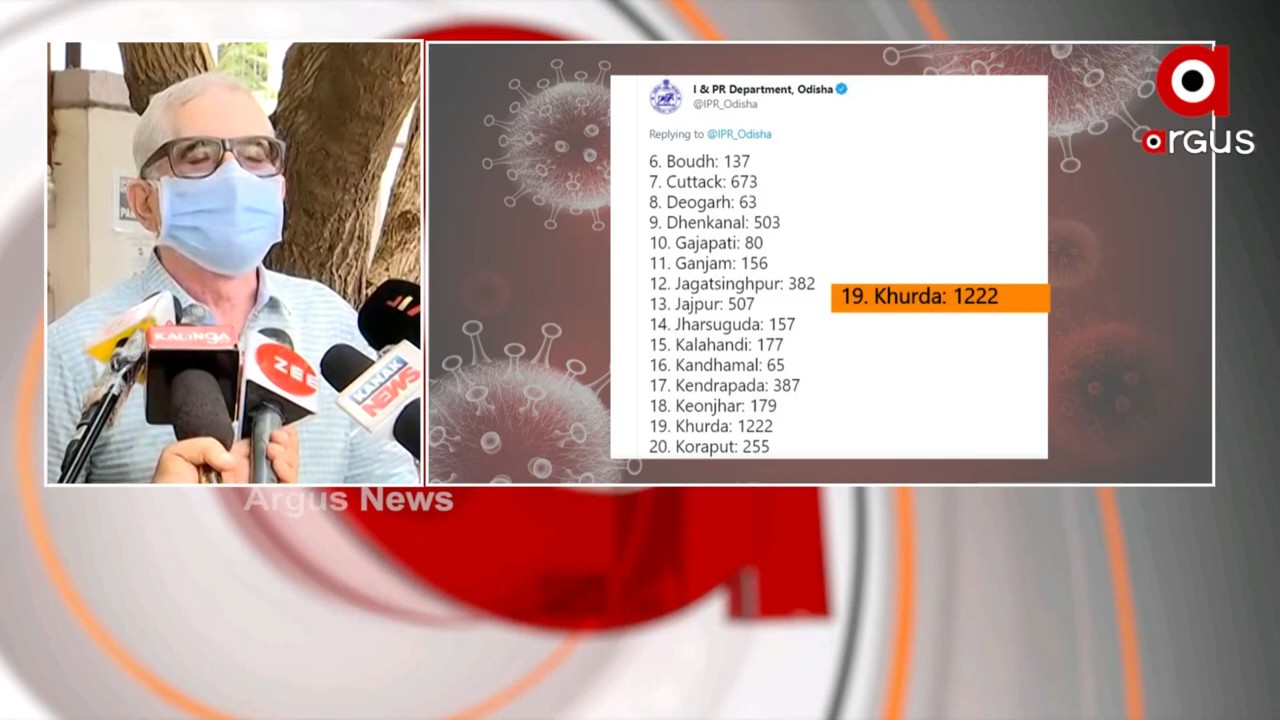 KALiNGA
ZEE
KANAK
NEWS
I & PR Department, Odisha
@IPR_Odisha
Replying to @IPR_Odisha
6. Boudh: 137
7. Cuttack: 673
8. Deogarh: 63
9. Dhenkanal: 503
10. Gajapati: 80
11. Ganjam: 156
12. Jagatsinghpur: 382
13. Jajpur: 507
14. Jharsuguda: 157
15. Kalahandi: 177
16. Kandhamal: 65
17. Kendrapada: 387
18. Keonjhar: 179
19. Khurda: 1222
20. Koraput: 255
19. Khurda: 1222
argus
Argus News